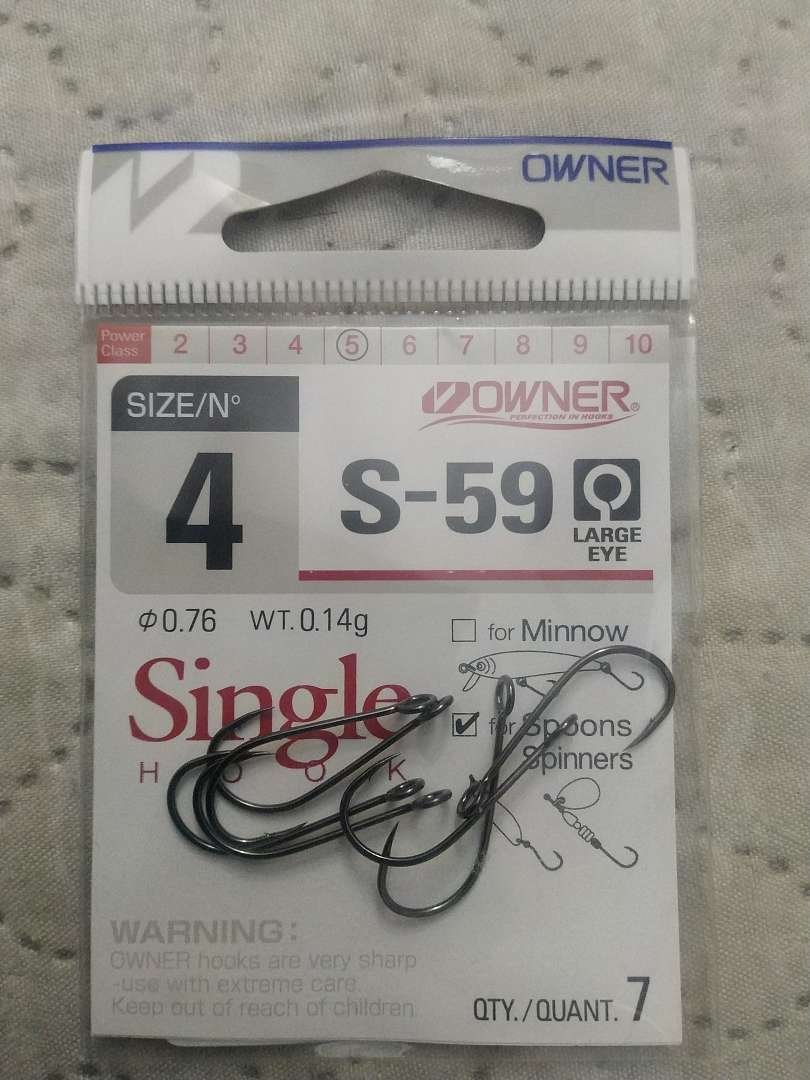 OWNER
Power Class 2 3 4 5 6 7 8 9 10
SIZE/Nº
4
OWNER®
PERFECTION IN HOOKS
S-59
LARGE
EYE
φ0.76 WT.0.14g
for Minnow
Single
HOOK
for Spoons
Spinners
WARNING:
OWNER hooks are very sharp
-use with extreme care.
Keep out of reach of children.
QTY./QUANT. 7